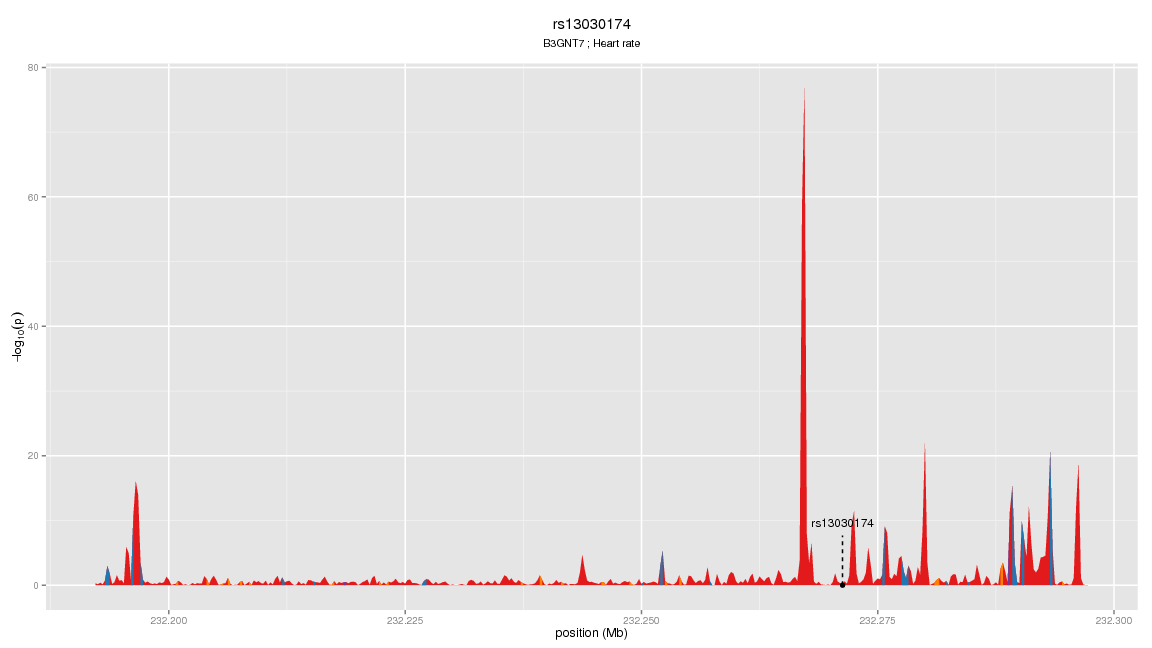 rs13030174
B3GNT7 ; Heart rate
80
60
40
20
0
−log10(p)
rs13030174
232.200
232.225
232.250
232.275
232.300
position (Mb)